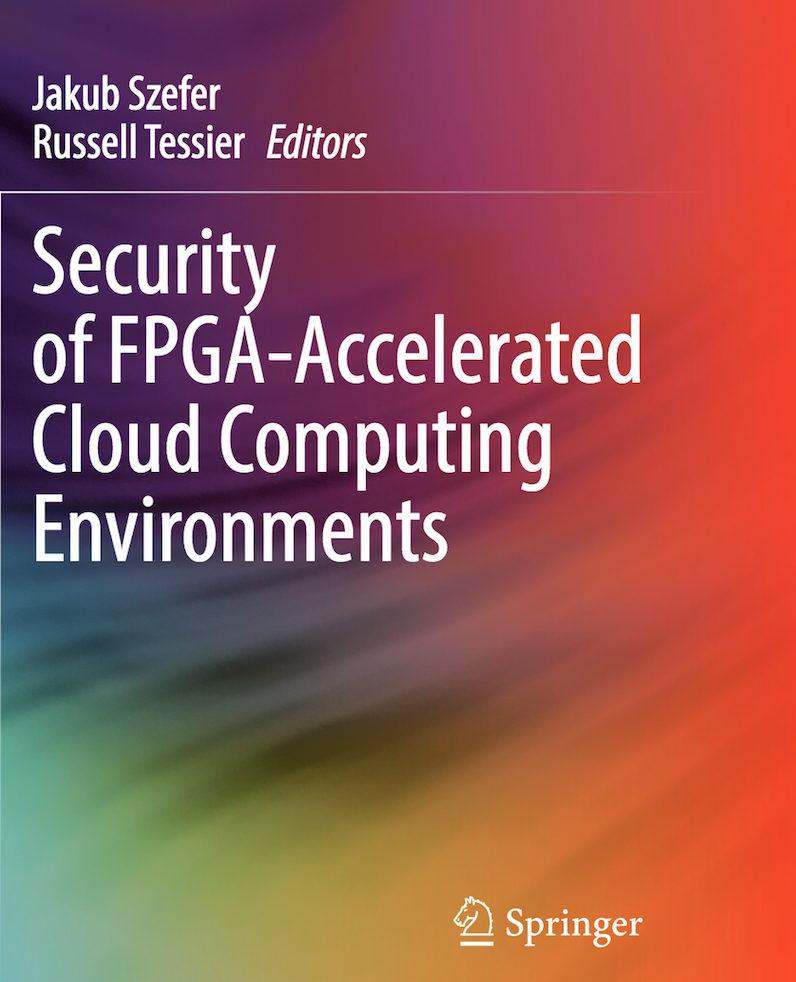 Jakub Szefer
Russell Tessier Editors
Security
of FPGA-Accelerated
Cloud Computing
Environments
Springer